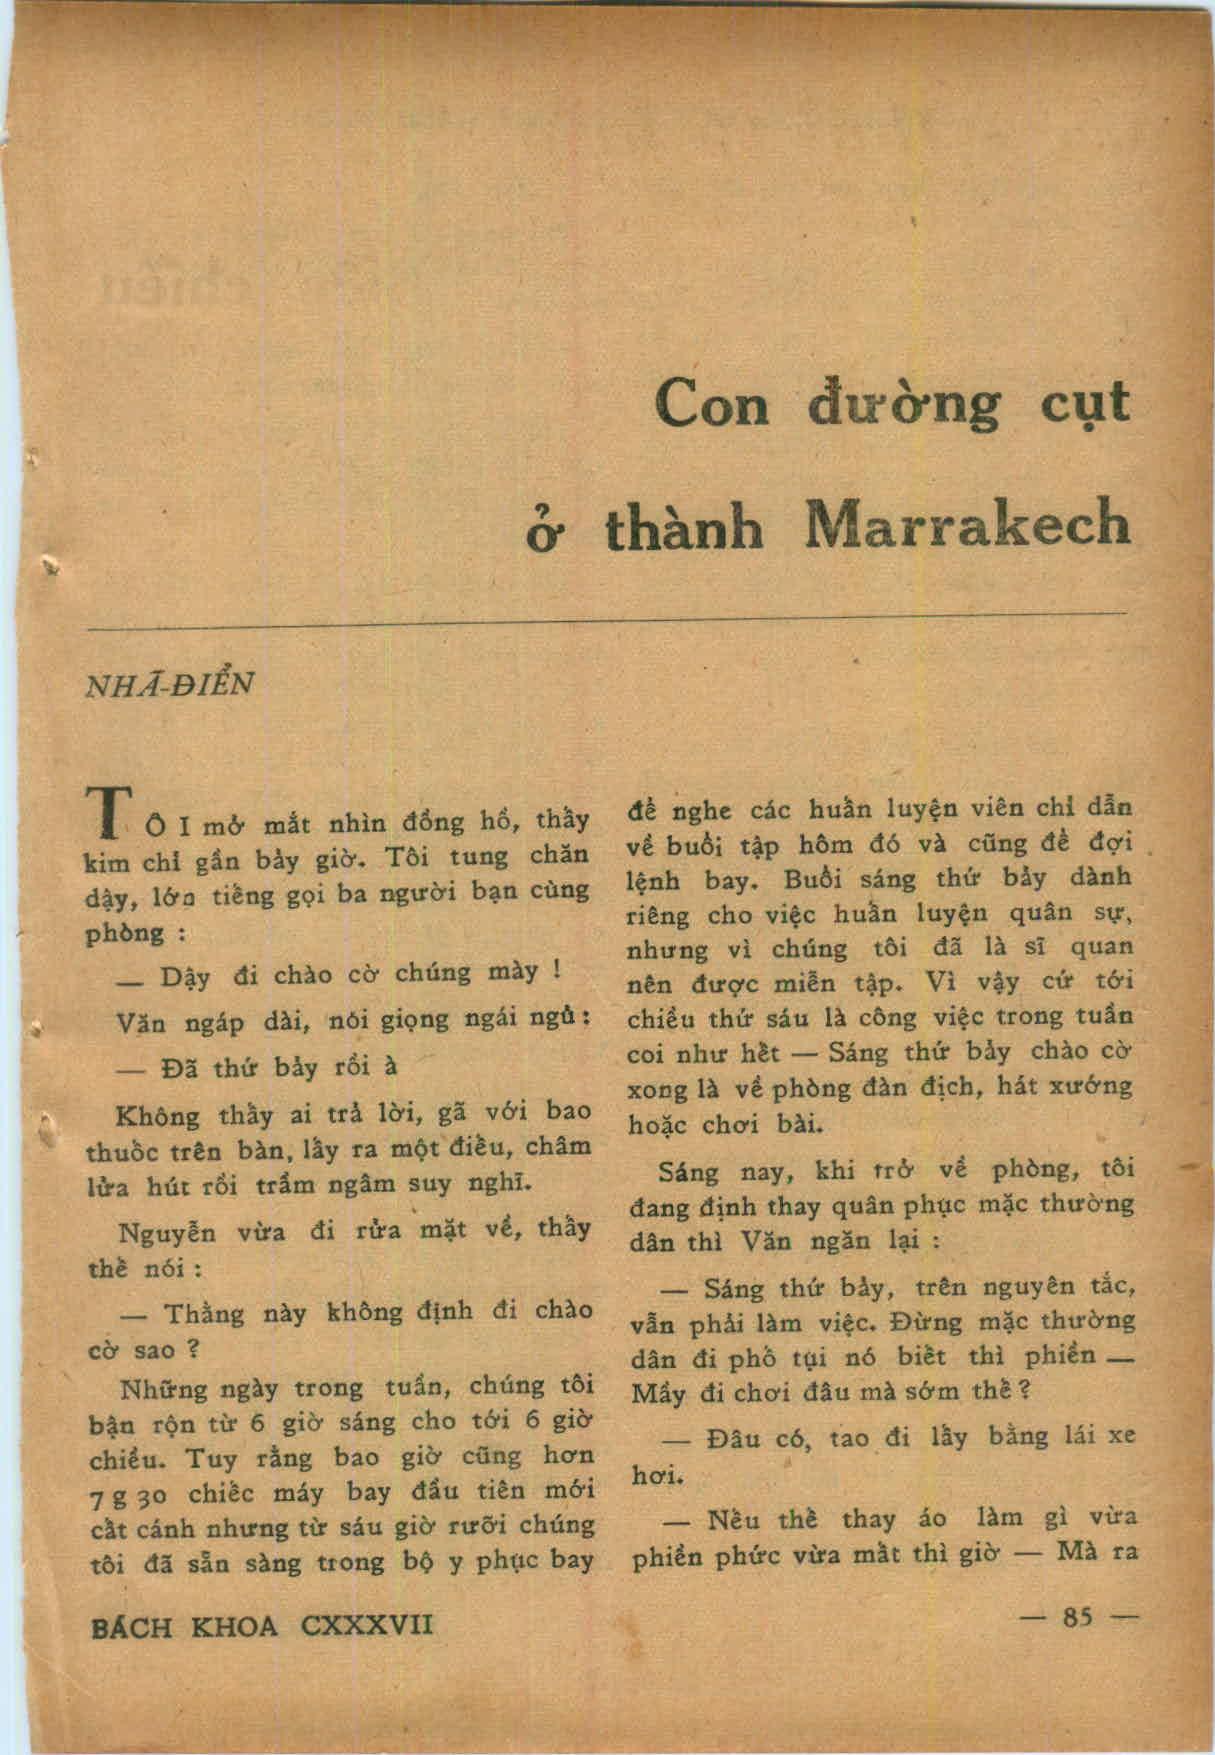 Con đường cụt
ở thành Marrakech
NHÃ-ĐIỂN
TÔI mở mắt nhìn đồng hồ, thấy
kim chỉ gần bảy giờ. Tôi tung chăn
dậy, lớn tiếng gọi ba người bạn cùng
phòng :
— Dậy đi chào cờ chúng mày !
Văn ngáp dài, nói giọng ngái ngủ :
— Đã thứ bảy rồi à
Không thấy ai trả lời, gã với bao
thuốc trên bàn, lấy ra một điếu, châm
lửa hút rồi trầm ngâm suy nghĩ.
Nguyễn vừa đi rửa mặt về, thấy
thế nói :
— Thằng này không định đi chào
cờ sao ?
Những ngày trong tuần, chúng tôi
bận rộn từ 6 giờ sáng cho tới 6 giờ
chiều. Tuy rằng bao giờ cũng hơn
7 g 30 chiếc máy bay đầu tiên mới
cất cánh nhưng từ sáu giờ rưỡi chúng
tôi đã sẵn sàng trong bộ y phục bay
để nghe các huấn luyện viên chỉ dẫn
về buổi tập hôm đó và cũng để đợi
lệnh bay. Buổi sáng thứ bảy dành
riêng cho việc huấn luyện quân sự,
nhưng vì chúng tôi đã là sĩ quan
nên được miễn tập. Vì vậy cứ tới
chiều thứ sáu là công việc trong tuần
coi như hết — Sáng thứ bảy chào cờ
xong là về phòng đàn địch, hát xướng
hoặc chơi bài.
Sáng nay, khi trở về phòng, tôi
đang định thay quân phục mặc thường
dân thì Văn ngăn lại :
— Sáng thứ bảy, trên nguyên tắc,
vẫn phải làm việc. Đừng mặc thường
dân đi phố tụi nó biết thì phiền —
Mầy đi chơi đâu mà sớm thế ?
— Đâu có, tao đi lấy bằng lái xe
hơi.
— Nếu thế thay áo làm gì vừa
phiền phức vừa mất thì giờ — Mà ra
BÁCH KHOA CXXXVII
— 85 —